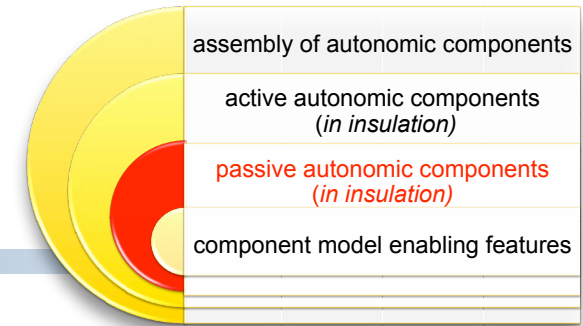 assembly of autonomic components
active autonomic components
(in insulation)
passive autonomic components
(in insulation)
component model enabling features